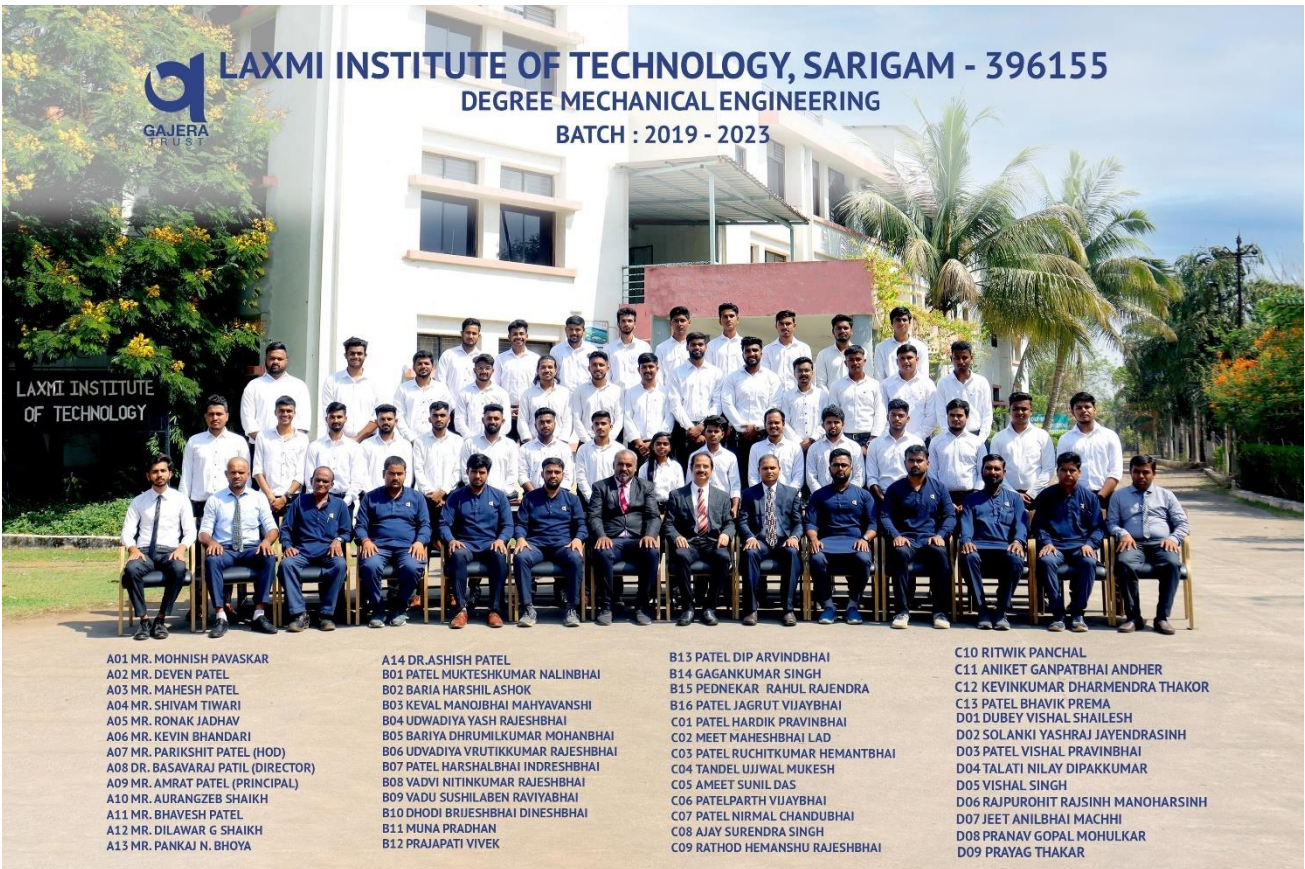 LAXMI INSTITUTE OF TECHNOLOGY, SARIGAM - 396155
DEGREE MECHANICAL ENGINEERING
BATCH : 2019 - 2023
GAJERA
TRUST
LAXMI INSTITUTE
OF TECHNOLOGY
A01 MR. MOHNISH PAVASKAR
A02 MR. DEVEN PATEL
A03 MR. MAHESH PATEL
A04 MR. SHIVAM TIWARI
A05 MR. RONAK JADHAV
A06 MR. KEVIN BHANDARI
A07 MR. PARIKSHIT PATEL (HOD)
A08 DR. BASAVARAJ PATIL (DIRECTOR)
A09 MR. AMRAT PATEL (PRINCIPAL)
A10 MR. AURANGZEB SHAIKH
A11 MR. BHAVESH PATEL
A12 MR. DILAWAR G SHAIKH
A13 MR. PANKAJ N. BHOYA
A14 DR.ASHISH PATEL
B01 PATEL MUKTESHKUMAR NALINBHAI
B02 BARIA HARSHIL ASHOK
B03 KEVAL MANOJBHAI MAHYAVANSHI
B04 UDWADIYA YASH RAJESHBHAI
B05 BARIYA DHRUMILKUMAR MOHANBHAI
B06 UDVADIYA VRUTIKKUMAR RAJESHBHAI
B07 PATEL HARSHALBHAI INDRESHBHAI
B08 VADVI NITINKUMAR RAJESHBHAI
B09 VADU SUSHILABEN RAVIYABHAI
B10 DHODI BRIJESHBHAI DINESHBHAI
B11 MUNA PRADHAN
B12 PRAJAPATI VIVEK
B13 PATEL DIP ARVINDBHAI
B14 GAGANKUMAR SINGH
B15 PEDNEKAR RAHUL RAJENDRA
B16 PATEL JAGRUT VIJAYBHAI
C01 PATEL HARDIK PRAVINBHAI
C02 MEET MAHESHBHAI LAD
C03 PATEL RUCHITKUMAR HEMANTBHAI
C04 TANDEL UJJWAL MUKESH
C05 AMEET SUNIL DAS
C06 PATELPARTH VIJAYBHAI
C07 PATEL NIRMAL CHANDUBHAI
C08 AJAY SURENDRA SINGH
C09 RATHOD HEMANSHU RAJESHBHAI
C10 RITWIK PANCHAL
C11 ANIKET GANPATBHAI ANDHER
C12 KEVINKUMAR DHARMENDRA THAKOR
C13 PATEL BHAVIK PREMA
D01 DUBEY VISHAL SHAILESH
D02 SOLANKI YASHRAJ JAYENDRASINH
D03 PATEL VISHAL PRAVINBHAI
D04 TALATI NILAY DIPAKKUMAR
D05 VISHAL SINGH
D06 RAJPUROHIT RAJSINH MANOHARSINH
D07 JEET ANILBHAI MACHHI
D08 PRANAV GOPAL MOHULKAR
D09 PRAYAG THAKAR